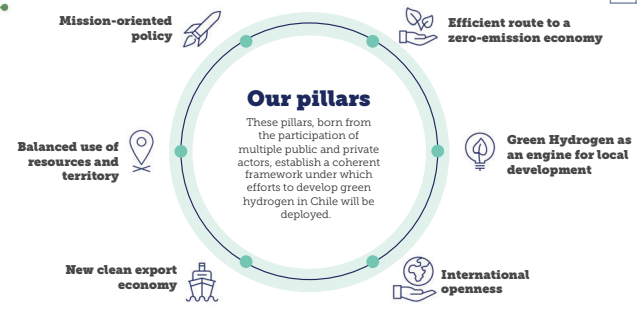 Mission-oriented
policy
Efficient route to a
zero-emission economy
Our pillars
These pillars, born from
the participation of
multiple public and private
actors, establish a coherent
framework under which
efforts to develop green
hydrogen in Chile will be
deployed.
Balanced use of
resources and
territory
Green Hydrogen as
an engine for local
development
New clean export
economy
International
openness